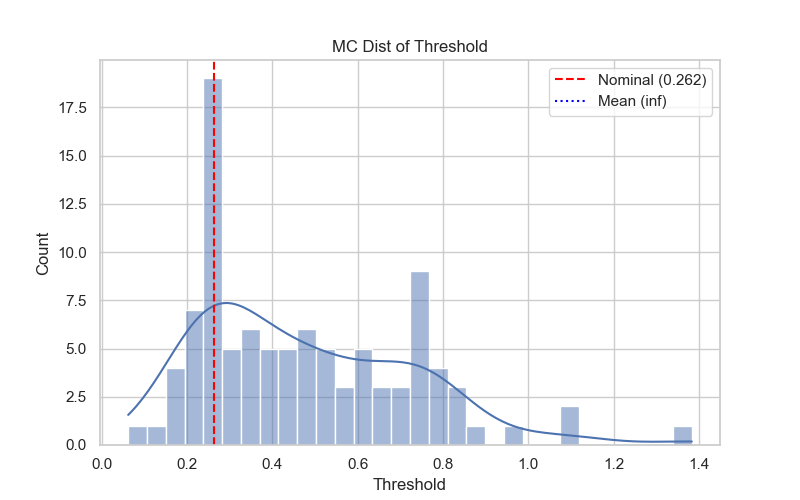 MC Dist of Threshold
Nominal (0.262)
Mean (inf)
17.5
15.0
12.5
10.0
7.5
5.0
2.5
0.0
Count
0.0 0.2 0.4 0.6 0.8 1.0 1.2 1.4
Threshold